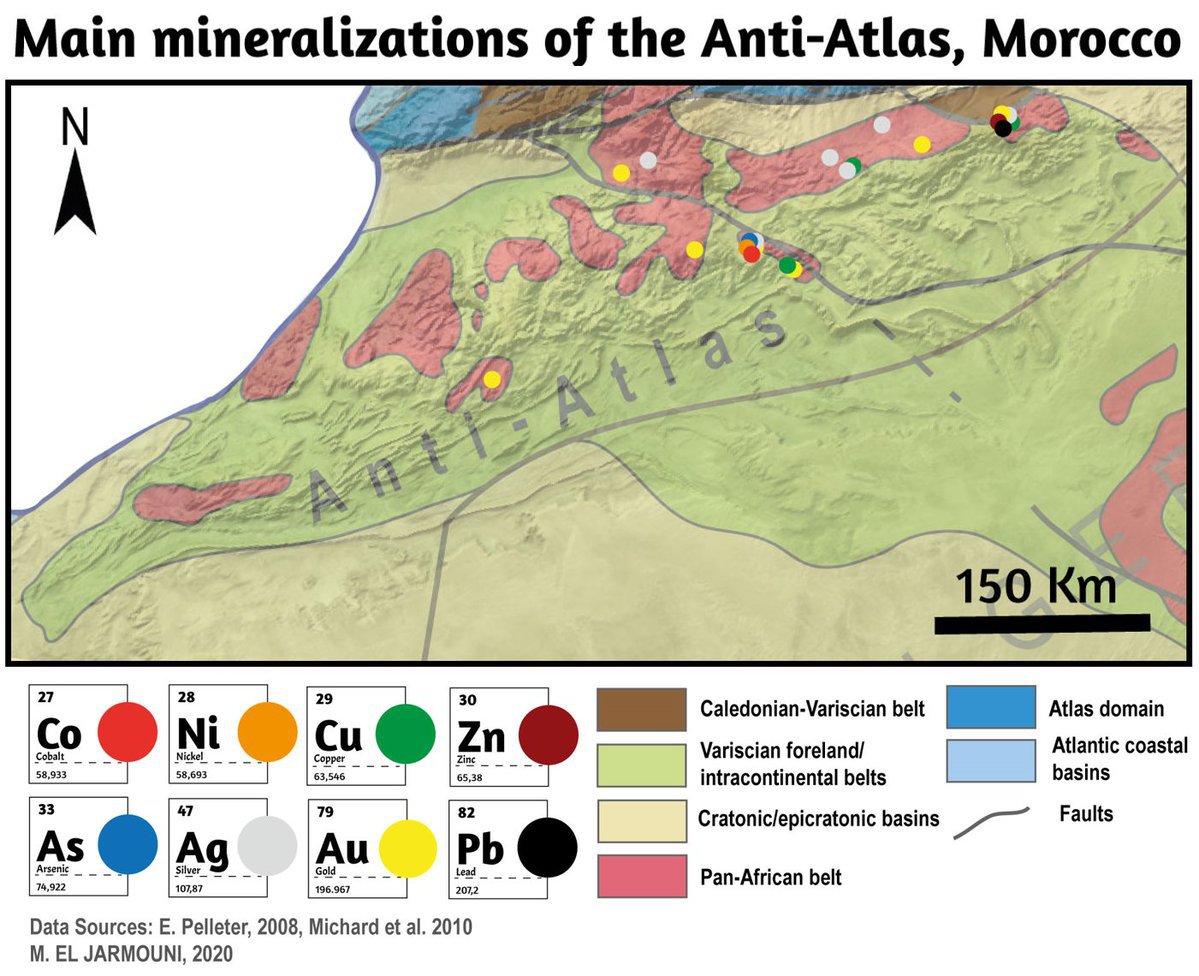 Main mineralizations of the Anti-Atlas, Morocco
N
Anti-Atlas
150 Km
27
Co
Cobalt
58,933
28
Ni
Nickel
58,693
29
Cu
Copper
63,546
30
Zn
Zinc
65,38
33
As
Arsenic
74,922
47
Ag
Silver
107,87
79
Au
Gold
196.967
82
Pb
Lead
207,2
Caledonian-Variscian belt
Variscian foreland/
intracontinental belts
Cratonic/epicratonic basins
Pan-African belt
Atlas domain
Atlantic coastal
basins
Faults
Data Sources: E. Pelleter, 2008, Michard et al. 2010
M. EL JARMOUNI, 2020